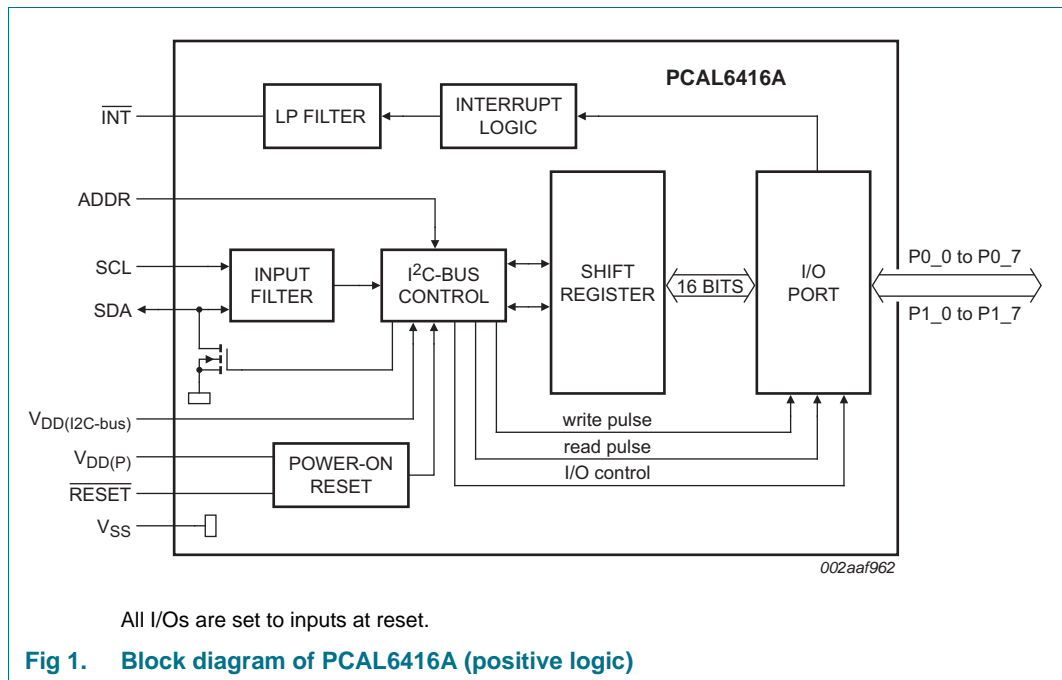 PCAL6416A
INT
LP FILTER
INTERRUPT
LOGIC
ADDR
SCL
SDA
INPUT
FILTER
I2C-BUS
CONTROL
SHIFT
REGISTER
16 BITS
I/O
PORT
P0_0 to P0_7
P1_0 to P1_7
VDD(I2C-bus)
VDD(P)
RESET
VSS
POWER-ON
RESET
write pulse
read pulse
I/O control
002aaf962
All I/Os are set to inputs at reset.
Fig 1. Block diagram of PCAL6416A (positive logic)